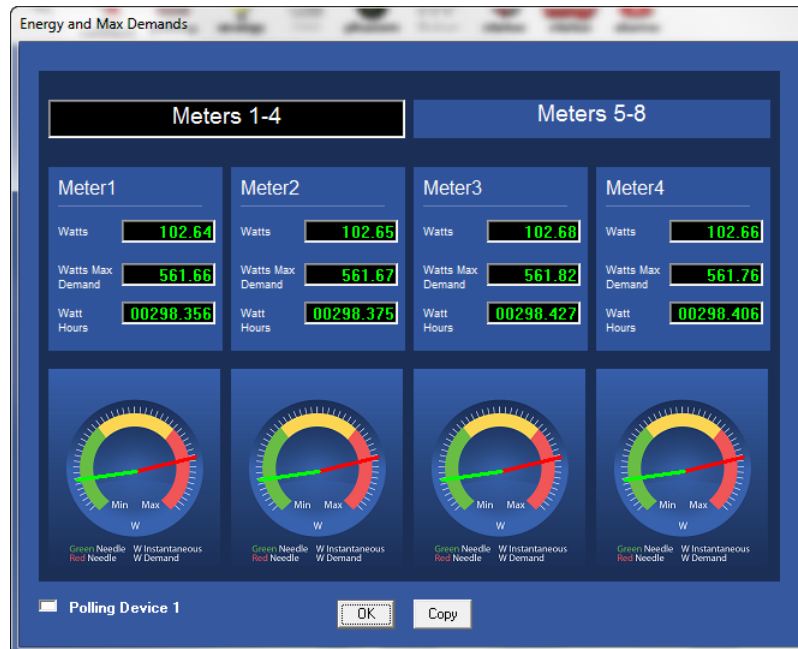 Energy and Max Demands
Meters 1-4
Meters 5-8
Meter1
Watts 102.64
Watts Max
Demand 561.66
Watt
Hours 00298.356
Meter2
Watts 102.65
Watts Max
Demand 561.67
Watt
Hours 00298.375
Meter3
Watts 102.68
Watts Max
Demand 561.82
Watt
Hours 00298.427
Meter4
Watts 102.66
Watts Max
Demand 561.76
Watt
Hours 00298.406
Min Max
W
Green Needle W Instantaneous
Red Needle W Demand
Min Max
W
Green Needle W Instantaneous
Red Needle W Demand
Min Max
W
Green Needle W Instantaneous
Red Needle W Demand
Min Max
W
Green Needle W Instantaneous
Red Needle W Demand
Polling Device 1
OK
Copy